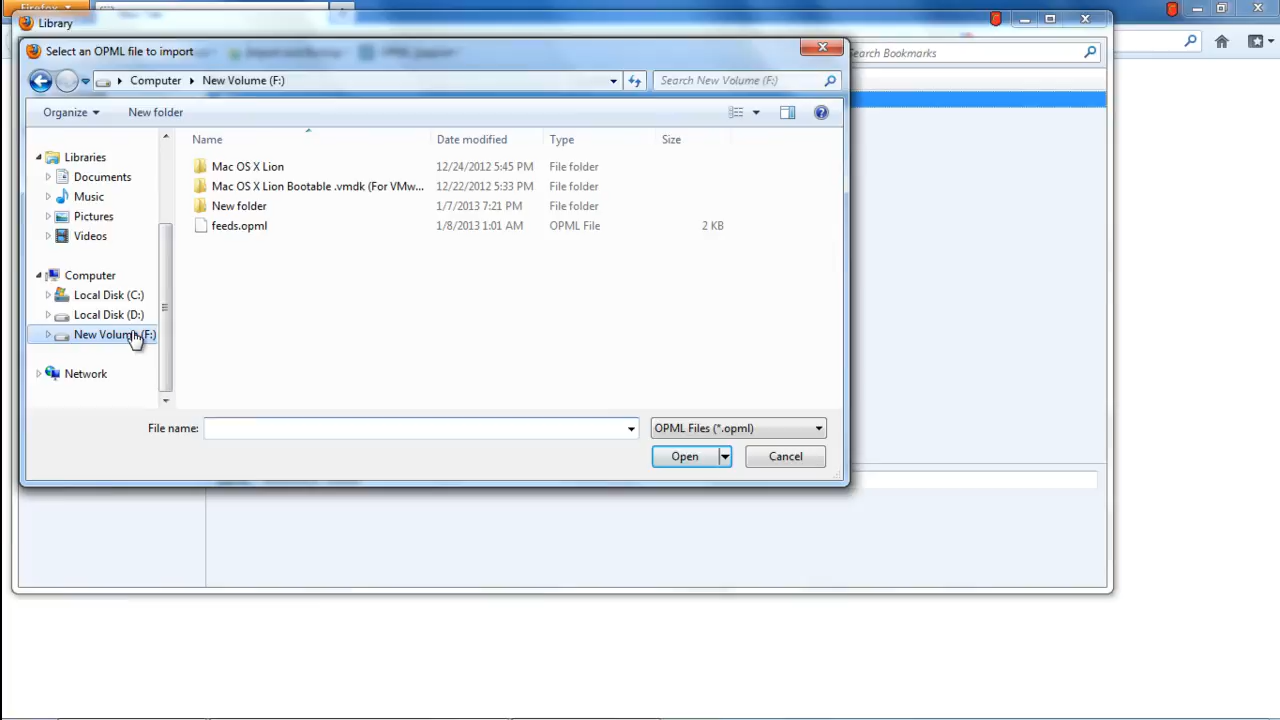 Firefox
Library
Select an OPML file to import
Computer New Volume (F:)
Search New Volume (F:)
Search Bookmarks
Organize
New folder
Name
Date modified
Type
Size
Libraries
Documents
Music
Pictures
Videos
Computer
Local Disk (C:)
Local Disk (D:)
New Volume (F:)
Network
Mac OS X Lion 12/24/2012 5:45 PM File folder
Mac OS X Lion Bootable .vmdk (For VMw... 12/22/2012 5:33 PM File folder
New folder 1/7/2013 7:21 PM File folder
feeds.opml 1/8/2013 1:01 AM OPML File 2 KB
File name:
OPML Files (*.opml)
Open
Cancel